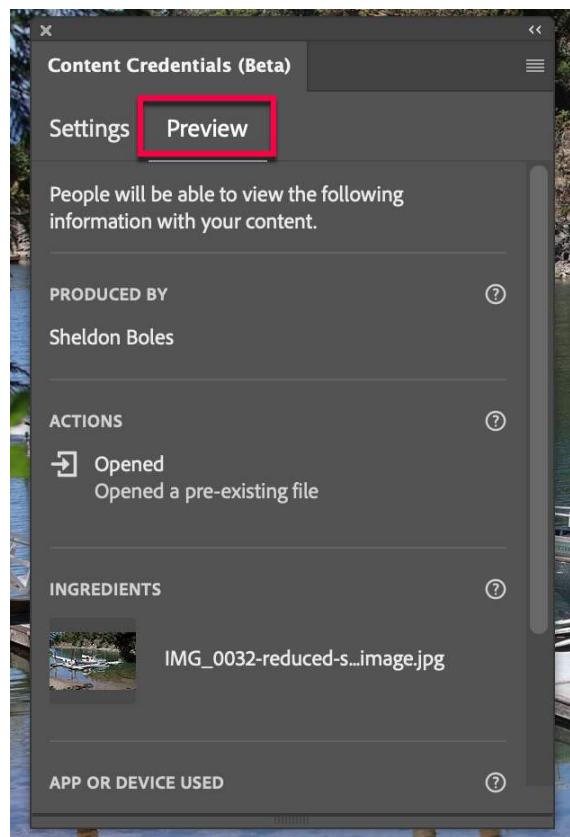 Content Credentials (Beta)
Settings Preview
People will be able to view the following
information with your content.
PRODUCED BY
Sheldon Boles
ACTIONS
Opened
Opened a pre-existing file
INGREDIENTS
IMG_0032-reduced-s...image.jpg
APP OR DEVICE USED